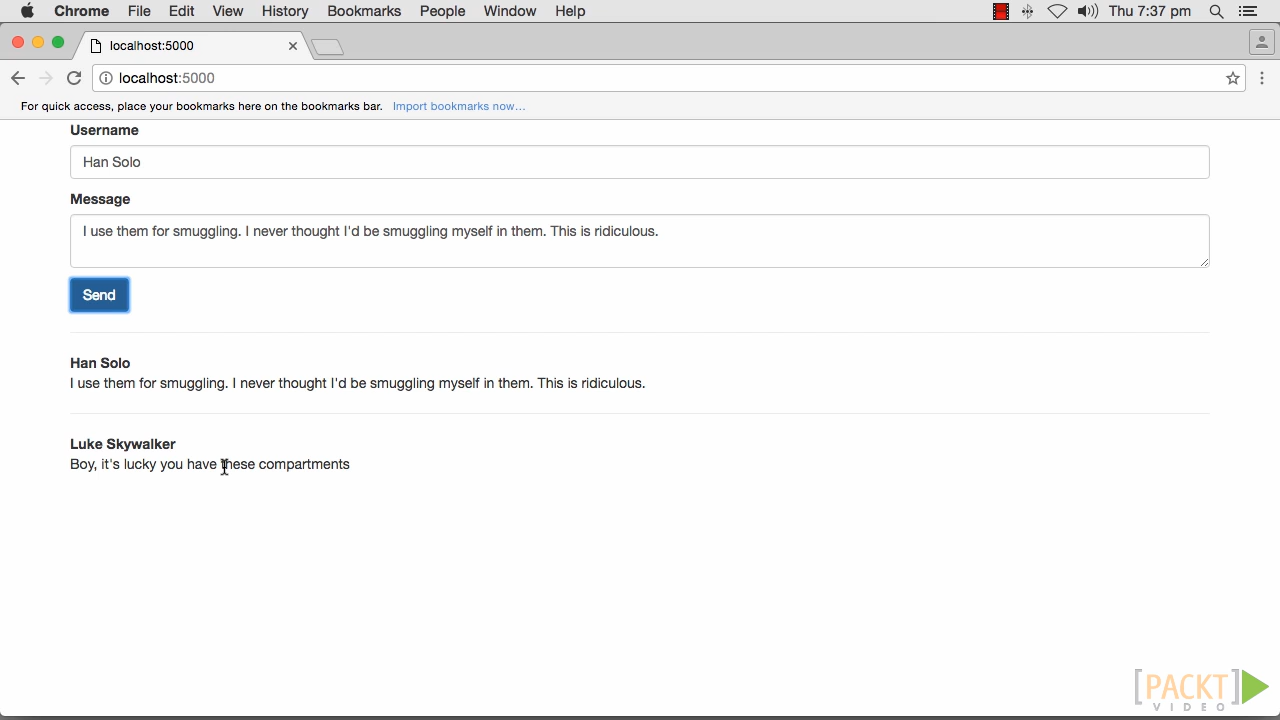 Chrome File Edit View History Bookmarks People Window Help Thu 7:37 pm
localhost:5000
localhost:5000
For quick access, place your bookmarks here on the bookmarks bar. Import bookmarks now…
Username
Han Solo
Message
I use them for smuggling. I never thought I'd be smuggling myself in them. This is ridiculous.
Send
Han Solo
I use them for smuggling. I never thought I'd be smuggling myself in them. This is ridiculous.
Luke Skywalker
Boy, it's lucky you have these compartments
[PACKT]
VIDEO